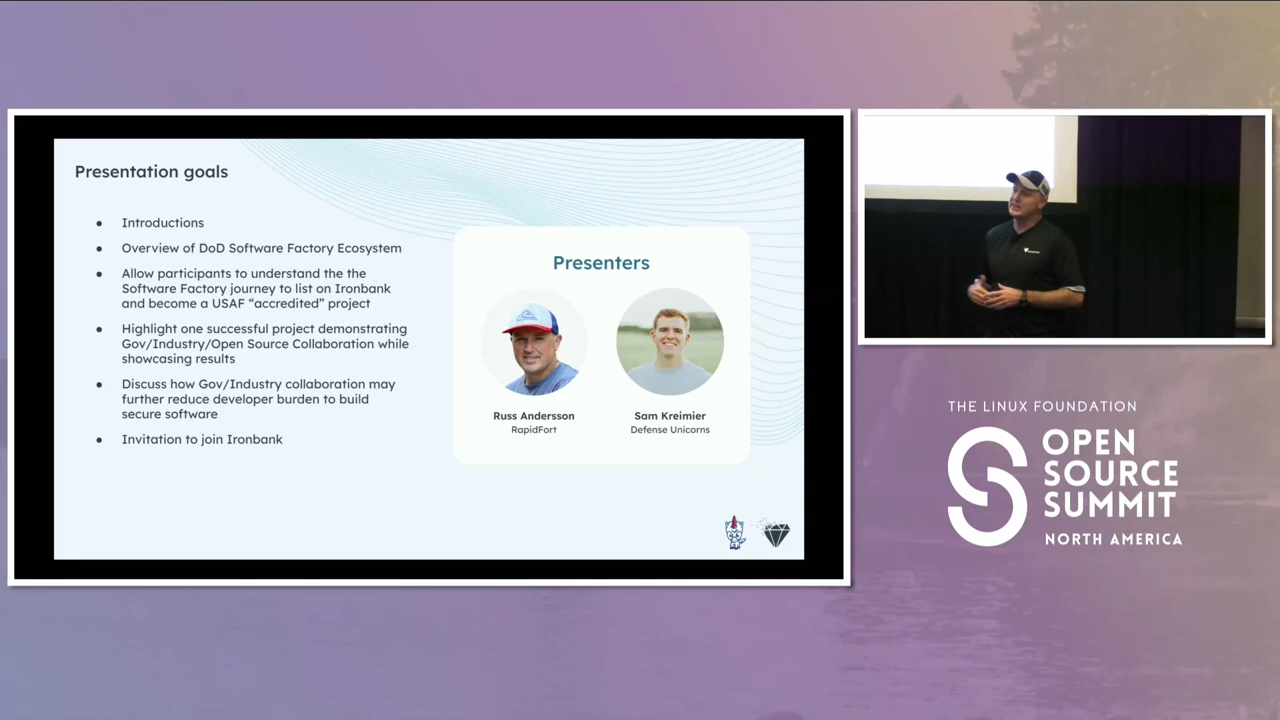 Presentation goals
Introductions
Overview of DoD Software Factory Ecosystem
Allow participants to understand the the
Software Factory journey to list on Ironbank
and become a USAF “accredited” project
Highlight one successful project demonstrating
Gov/Industry/Open Source Collaboration while
showcasing results
Discuss how Gov/Industry collaboration may
further reduce developer burden to build
secure software
Invitation to join Ironbank
Presenters
Russ Andersson
RapidFort
Sam Kreimier
Defense Unicorns
THE LINUX FOUNDATION
OPEN
SOURCE
SUMMIT
NORTH AMERICA